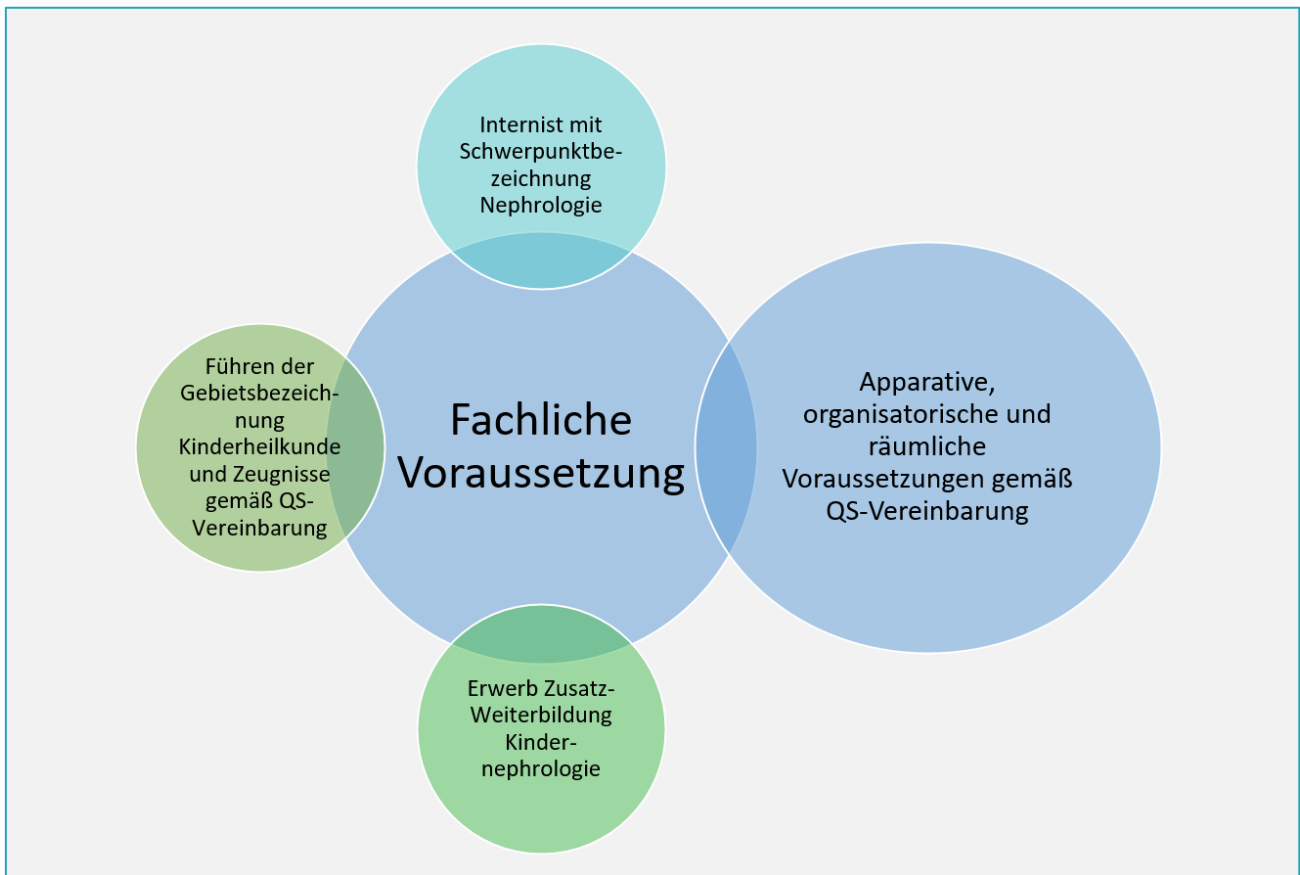 Internist mit
Schwerpunktbe-
zeichnung
Nephrologie
Führen der
Gebietsbezeich-
nung
Kinderheilkunde
und Zeugnisse
gemäß QS-
Vereinbarung
Fachliche
Voraussetzung
Apparative,
organisatorische und
räumliche
Voraussetzungen gemäß
QS-Vereinbarung
Erwerb Zusatz-
Weiterbildung
Kinder-
nephrologie